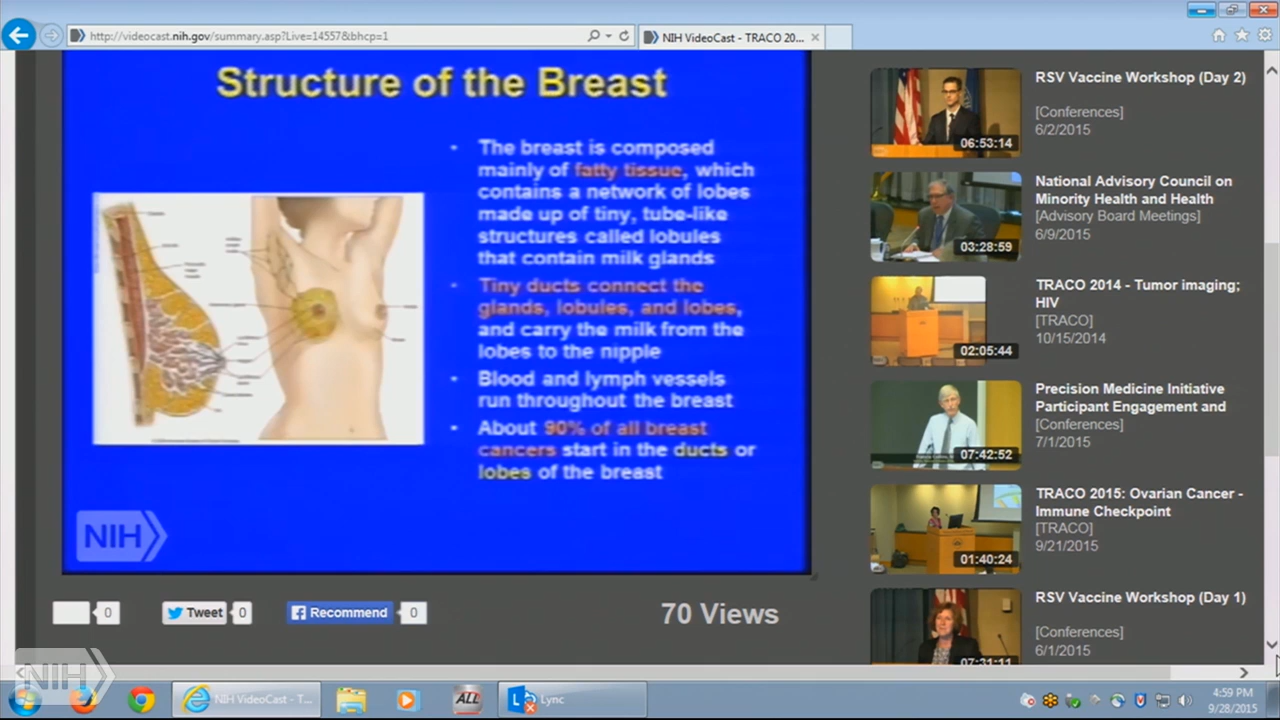 http://videocast.nih.gov/summary.asp?Live=14557&bhcp=1
NIH VideoCast - TRACO 20...
Structure of the Breast
• The breast is composed
mainly of fatty tissue, which
contains a network of lobes
made up of tiny, tube-like
structures called lobules
that contain milk glands
• Tiny ducts connect the
glands, lobules, and lobes,
and carry the milk from the
lobes to the nipple
• Blood and lymph vessels
run throughout the breast
• About 90% of all breast
cancers start in the ducts or
lobes of the breast
NIH
0
Tweet
0
Recommend
0
70 Views
06:53:14
RSV Vaccine Workshop (Day 2)
[Conferences]
6/2/2015
03:28:59
National Advisory Council on
Minority Health and Health
[Advisory Board Meetings]
6/9/2015
02:05:44
TRACO 2014 - Tumor imaging;
HIV
[TRACO]
10/15/2014
07:42:52
Precision Medicine Initiative
Participant Engagement and
[Conferences]
7/1/2015
01:40:24
TRACO 2015: Ovarian Cancer -
Immune Checkpoint
[TRACO]
9/21/2015
07:31:11
RSV Vaccine Workshop (Day 1)
[Conferences]
6/1/2015
NIH
NIH VideoCast - T...
ALL
Lync
4:59 PM
9/28/2015